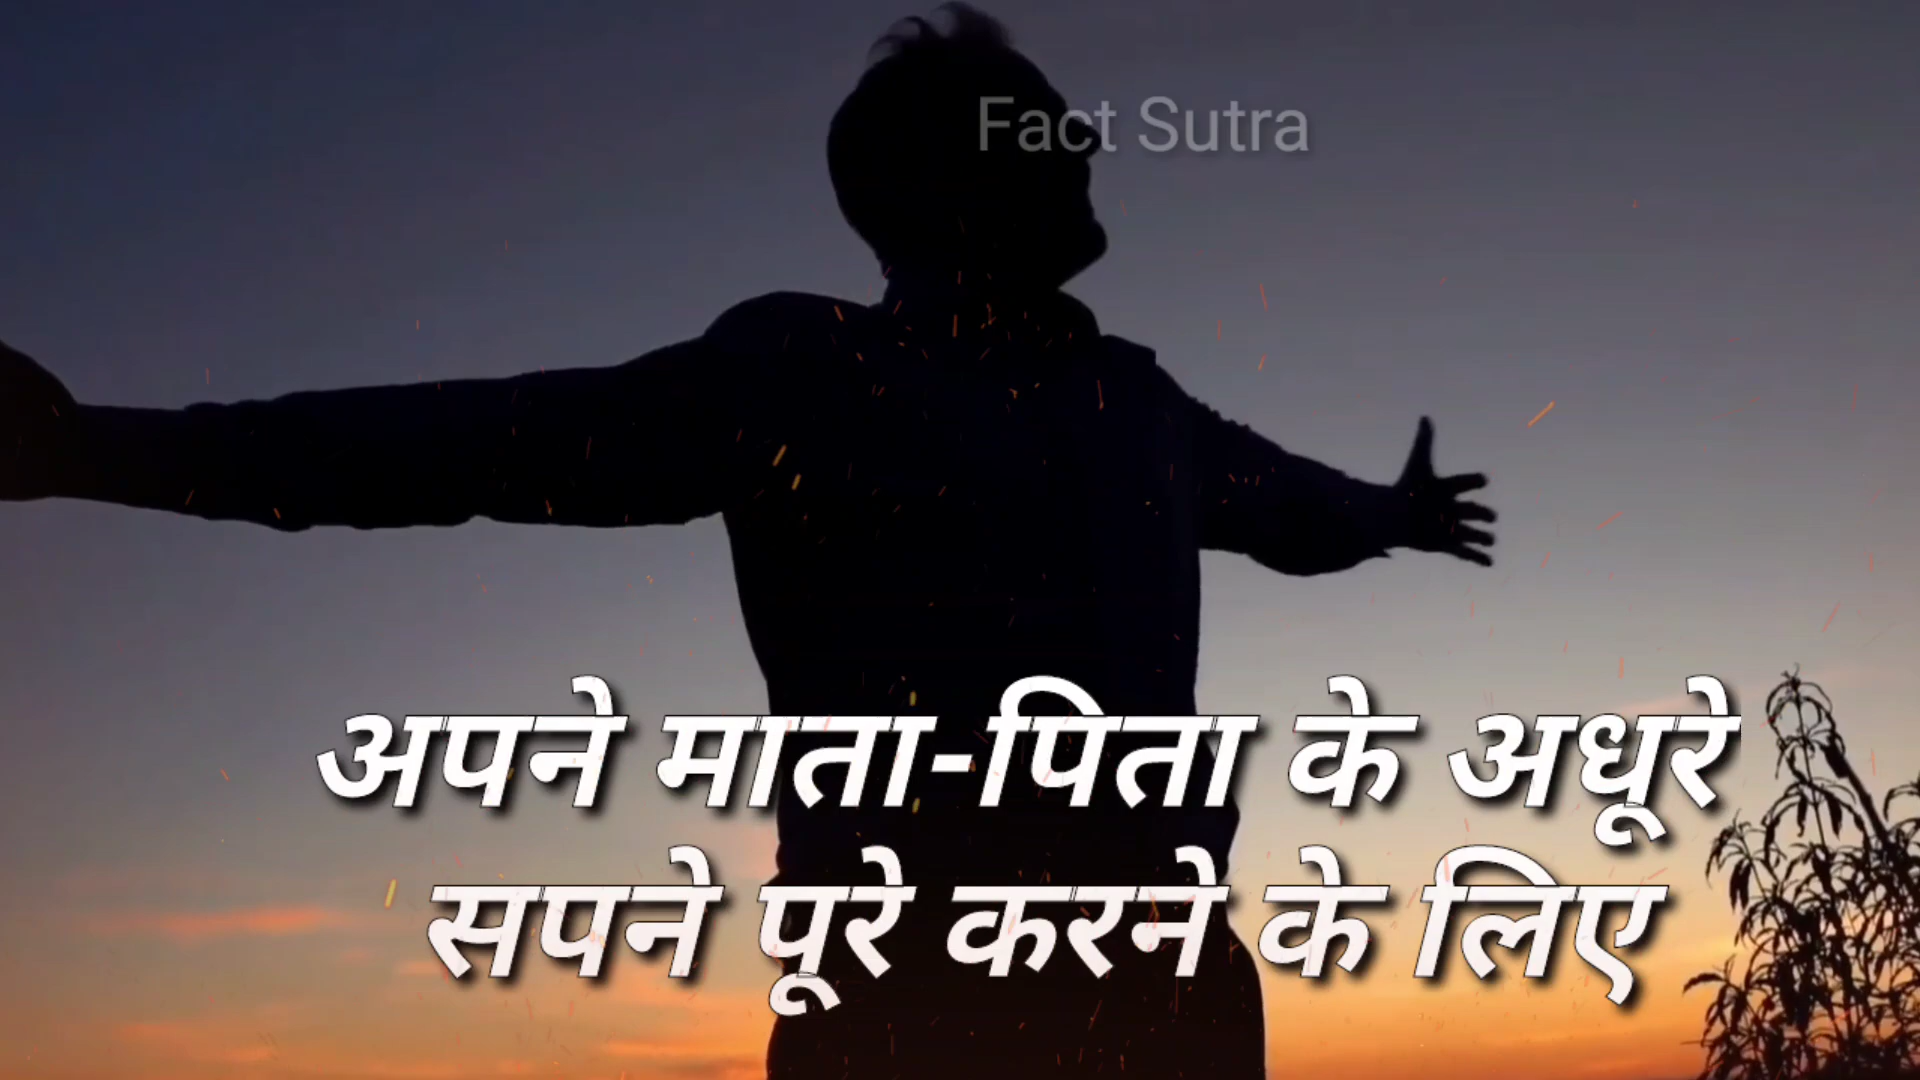 Fact Sutra
अपने माता-पिता के अधूरे
सपने पूरे करने के लिए